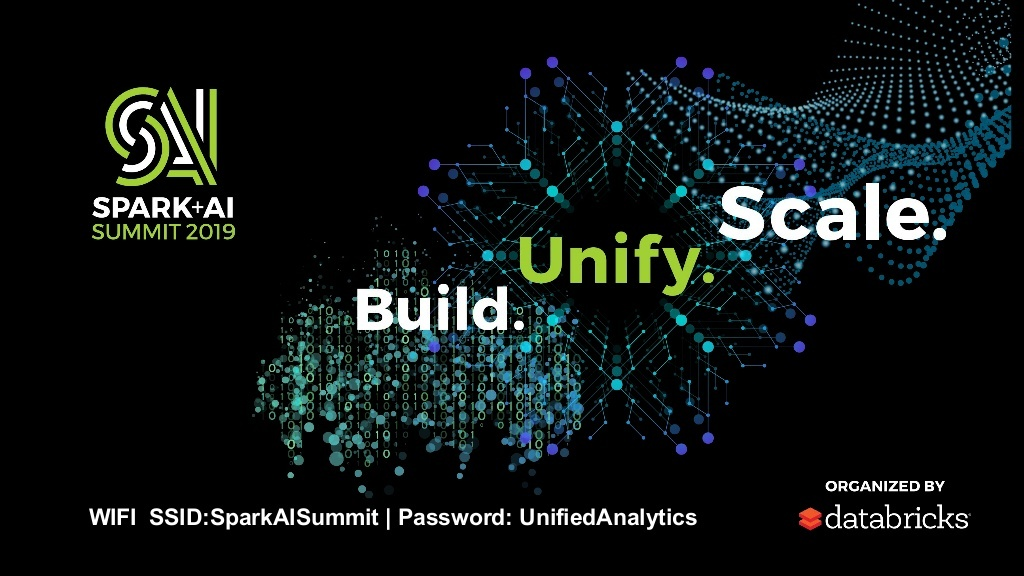 SPARK+AI
SUMMIT 2019
Build.
Unify.
Scale.
WIFI  SSID:SparkAISummit | Password: UnifiedAnalytics
ORGANIZED BY
databricks